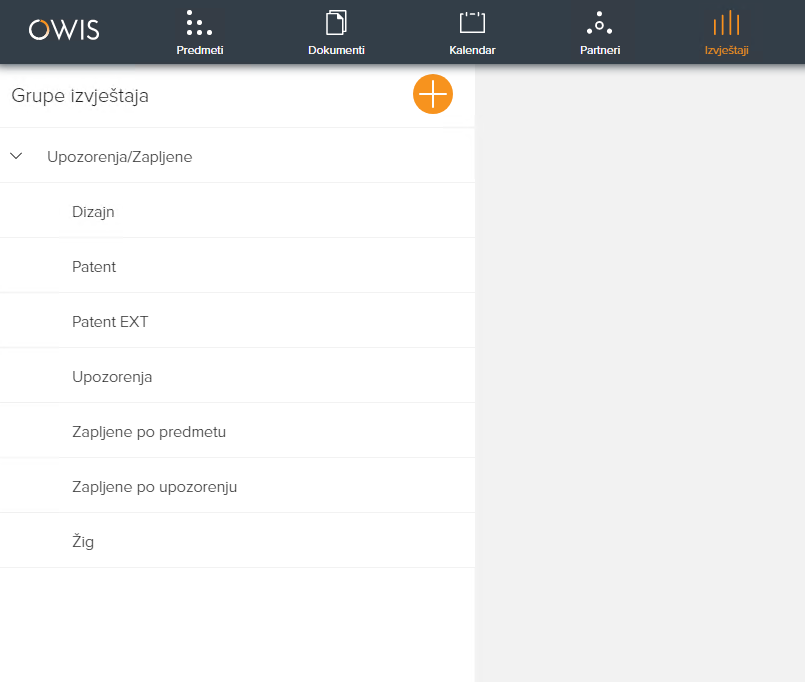 OWIS
Predmeti
Dokumenti
Kalendar
Partneri
Izvještaji
Grupe izvještaja
Upozorenja/Zapljene
Dizajn
Patent
Patent EXT
Upozorenja
Zapljene po predmetu
Zapljene po upozorenju
Žig